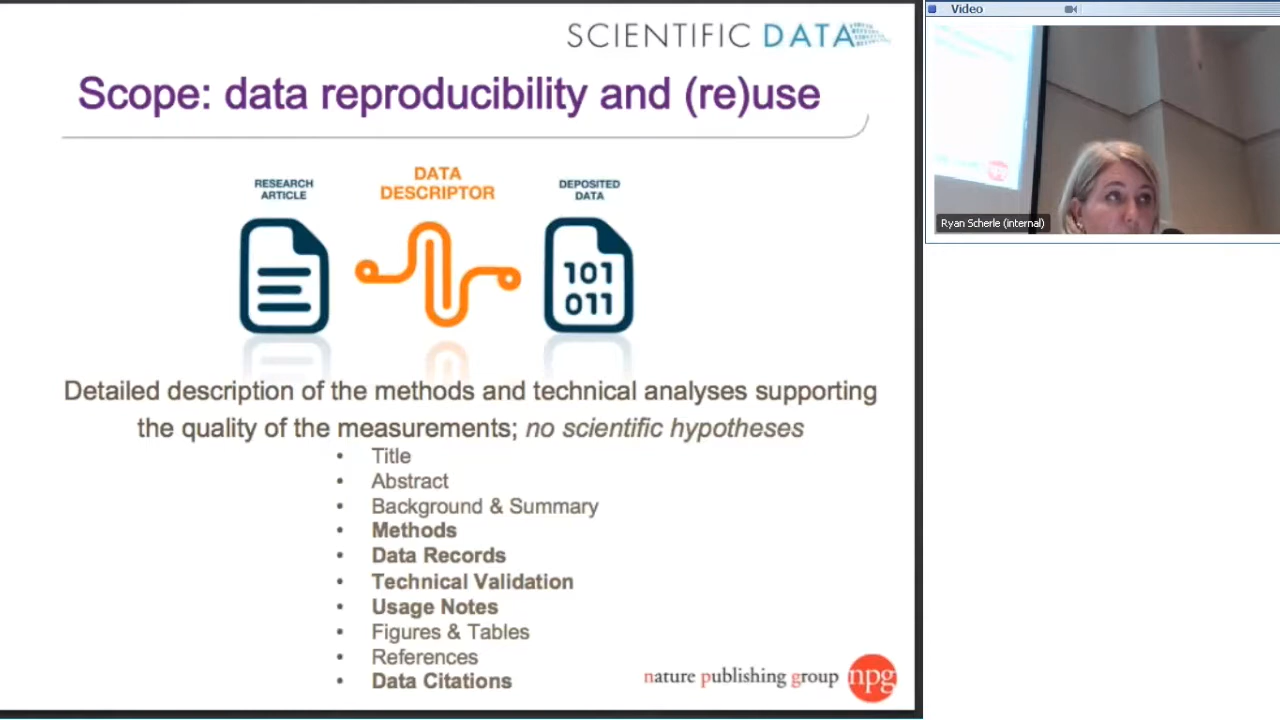 SCIENTIFIC DATA
Scope: data reproducibility and (re)use
RESEARCH
ARTICLE
DATA
DESCRIPTOR
DEPOSITED
DATA
101
011
Detailed description of the methods and technical analyses supporting
the quality of the measurements; no scientific hypotheses
• Title
• Abstract
• Background & Summary
• Methods
• Data Records
• Technical Validation
• Usage Notes
• Figures & Tables
• References
• Data Citations
nature publishing group npg
Video
Ryan Scherle (internal)